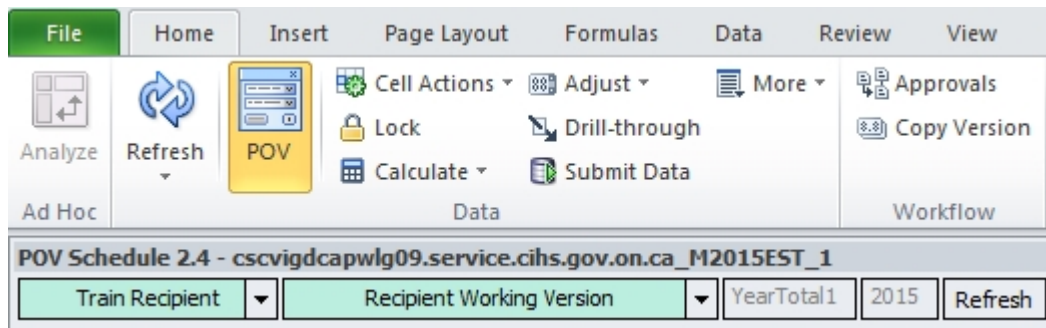 File Home Insert Page Layout Formulas Data Review View
Cell Actions Adjust More Approvals
Lock Drill-through Copy Version
Analyze Refresh POV
Calculate Submit Data
Ad Hoc Data Workflow
POV Schedule 2.4 - cscvigdcapwlg09.service.cihs.gov.on.ca_M2015EST_1
Train Recipient Recipient Working Version YearTotal1 2015 Refresh